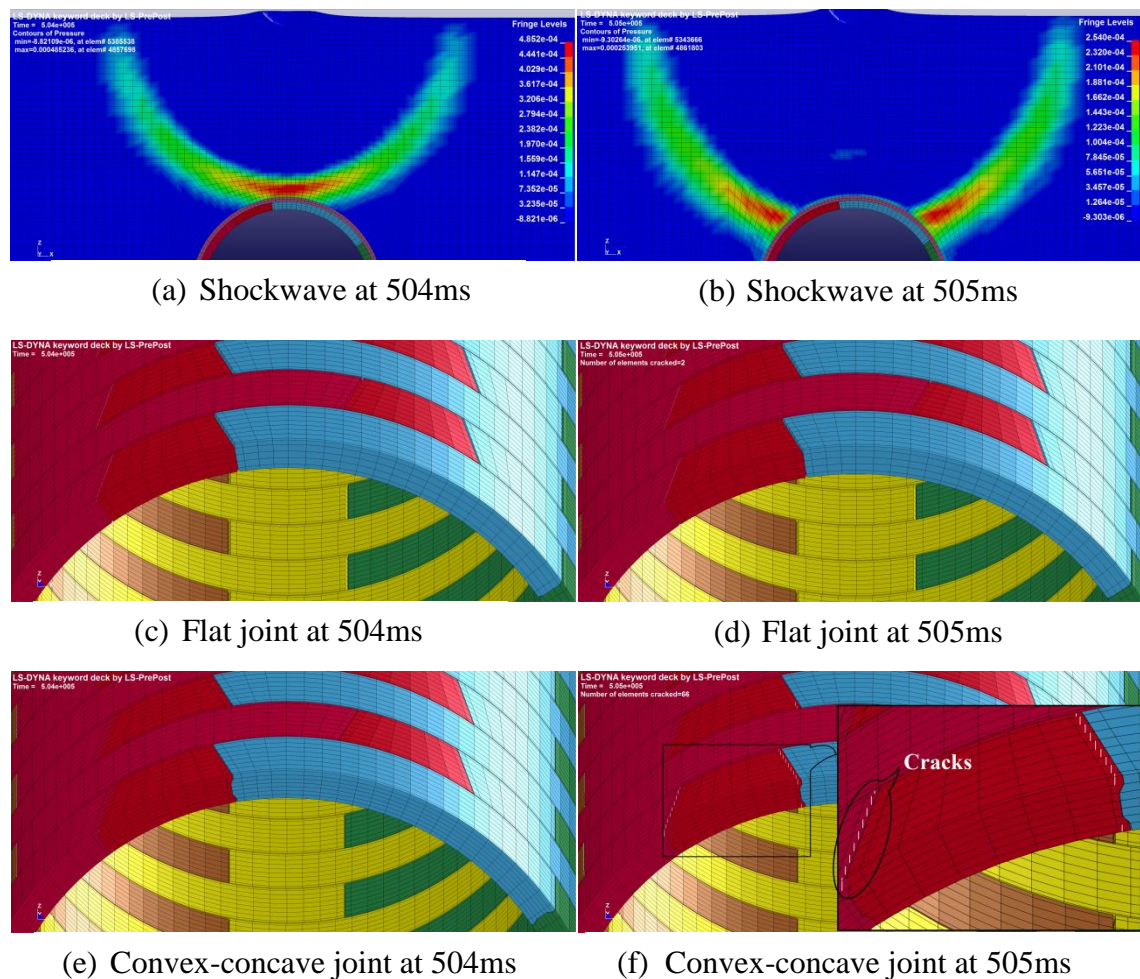 LS-DYNA keyword deck by LS-PrePost
Time = 5.04e+005
Contours of Pressure
min=-8.82109e-06, at elem# 5385538
max=0.000485236, at elem# 4857698
Fringe Levels
4.852e-04
4.441e-04
4.029e-04
3.617e-04
3.206e-04
2.794e-04
2.382e-04
1.970e-04
1.559e-04
1.147e-04
7.352e-05
3.235e-05
-8.821e-06
Z
Y X
LS-DYNA keyword deck by LS-PrePost
Time = 5.05e+005
Contours of Pressure
min=-9.30264e-06, at elem# 5343666
max=0.000253951, at elem# 4861803
Fringe Levels
2.540e-04
2.320e-04
2.101e-04
1.881e-04
1.662e-04
1.443e-04
1.223e-04
1.004e-04
7.845e-05
5.651e-05
3.457e-05
1.264e-05
-9.303e-06
Z
Y X
(a) Shockwave at 504ms
(b) Shockwave at 505ms
LS-DYNA keyword deck by LS-PrePost
Time = 5.04e+005
LS-DYNA keyword deck by LS-PrePost
Time = 5.05e+005
Number of elements cracked=2
(c) Flat joint at 504ms
(d) Flat joint at 505ms
LS-DYNA keyword deck by LS-PrePost
Time = 5.04e+005
LS-DYNA keyword deck by LS-PrePost
Time = 5.05e+005
Number of elements cracked=66
Cracks
(e) Convex-concave joint at 504ms
(f) Convex-concave joint at 505ms